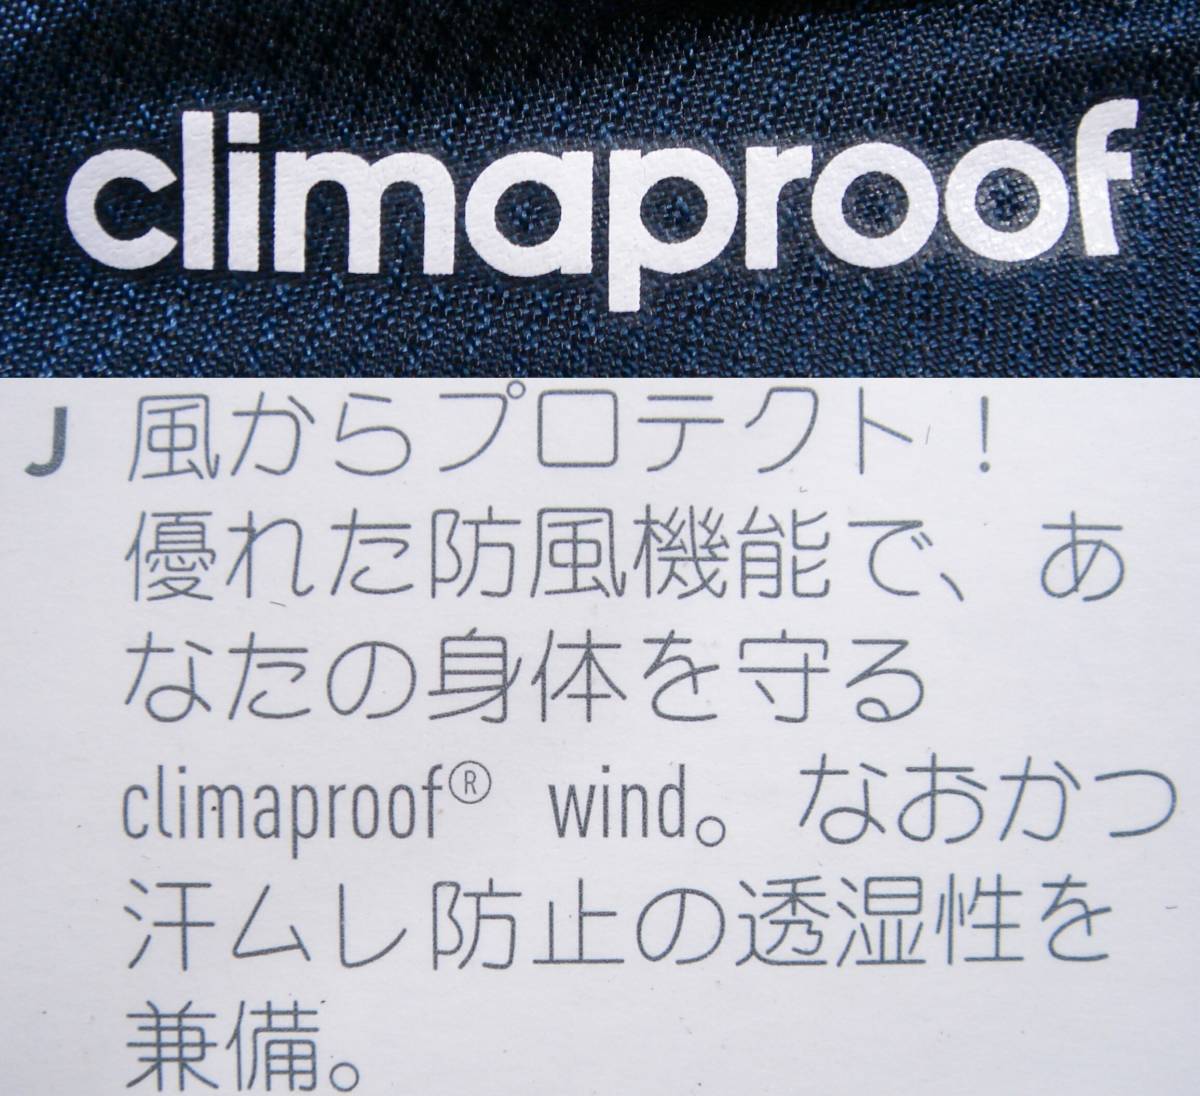 climaproof
J 風からプロテクト！
優れた防風機能で、あ
なたの身体を守る
climaproof® wind。なおかつ
汗ムレ防止の透湿性を
兼備。